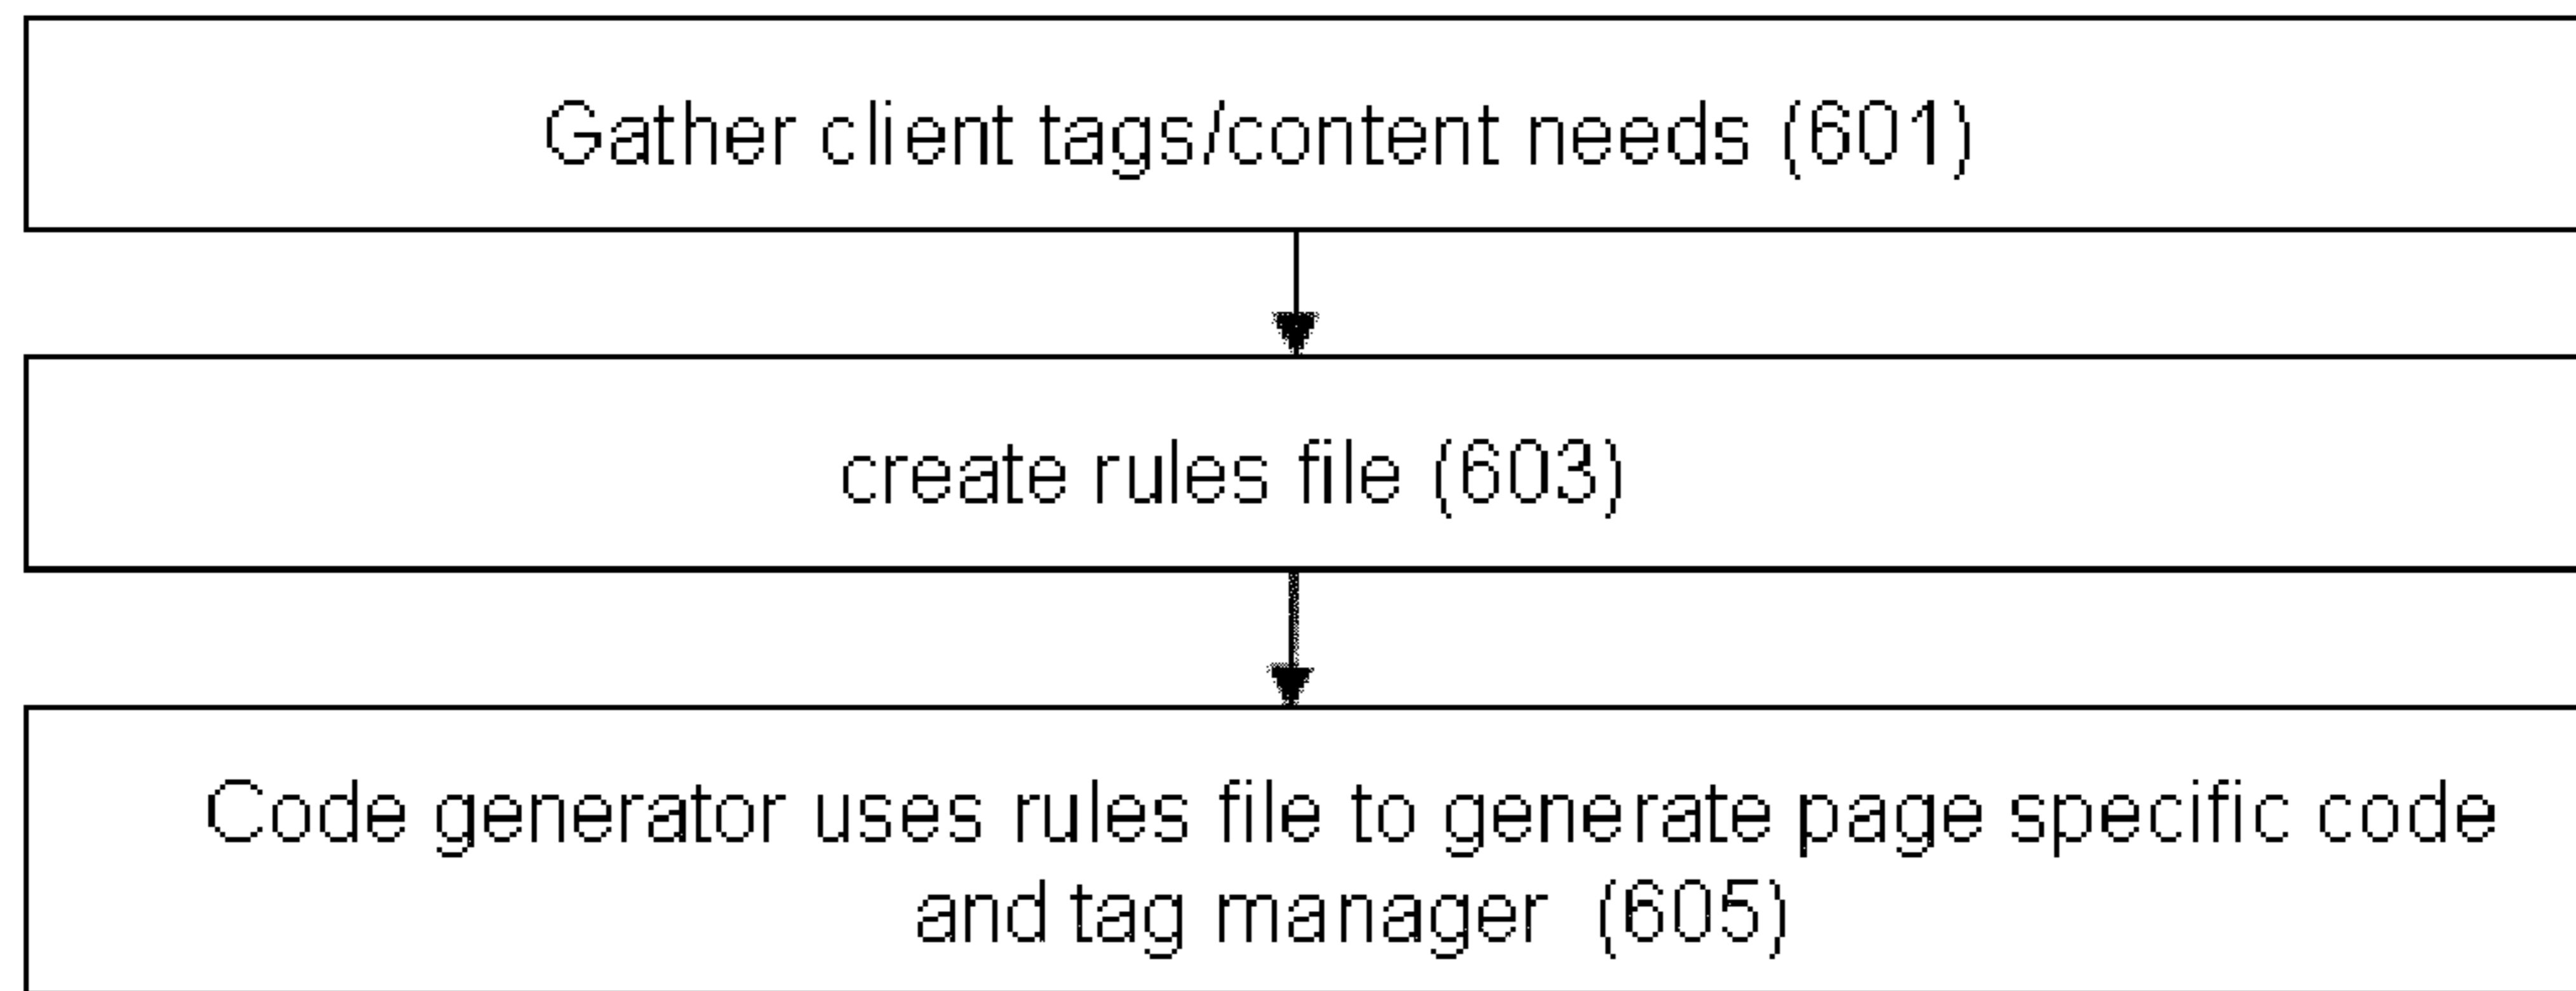 Gather client tags/content needs (601)
create rules file (603)
Code generator uses rules file to generate page specific code
and tag manager (605)